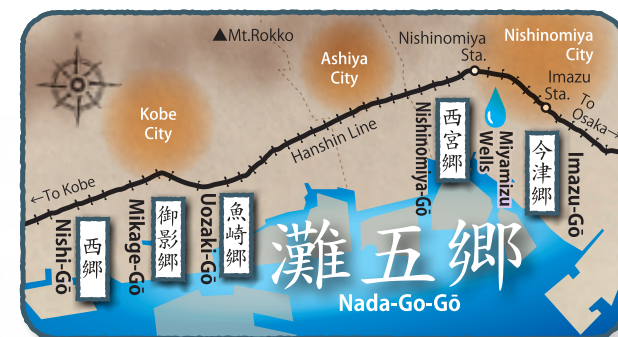 ▲Mt.Rokko
Nishinomiya
Sta.
Nishinomiya
City
Ashiya
City
Imazu
Sta.
To
Osaka→
Kobe
City
Hanshin Line
←To Kobe
Nishi-Gō
西郷
Mikage-Gō
御影郷
Uozaki-Gō
魚崎郷
Nishinomiya-Gō
西宮郷
Miyamizu
Wells
今津郷
Imazu-Gō
灘五郷
Nada-Go-Gō